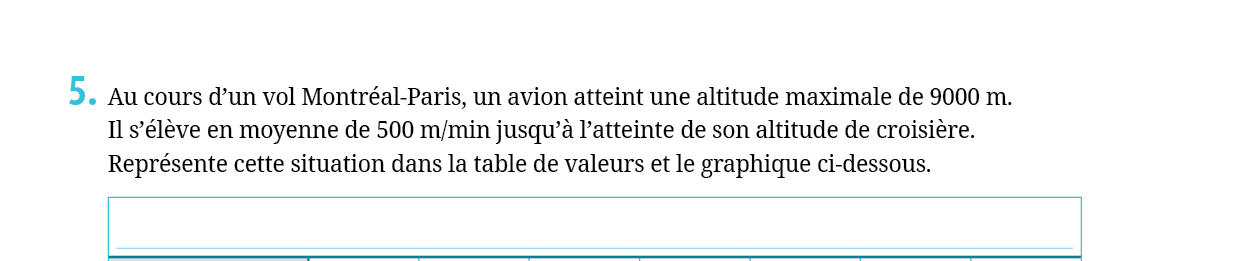 5. Au cours d’un vol Montréal-Paris, un avion atteint une altitude maximale de 9000 m.
Il s’élève en moyenne de 500 m/min jusqu’à l’atteinte de son altitude de croisière.
Représente cette situation dans la table de valeurs et le graphique ci-dessous.